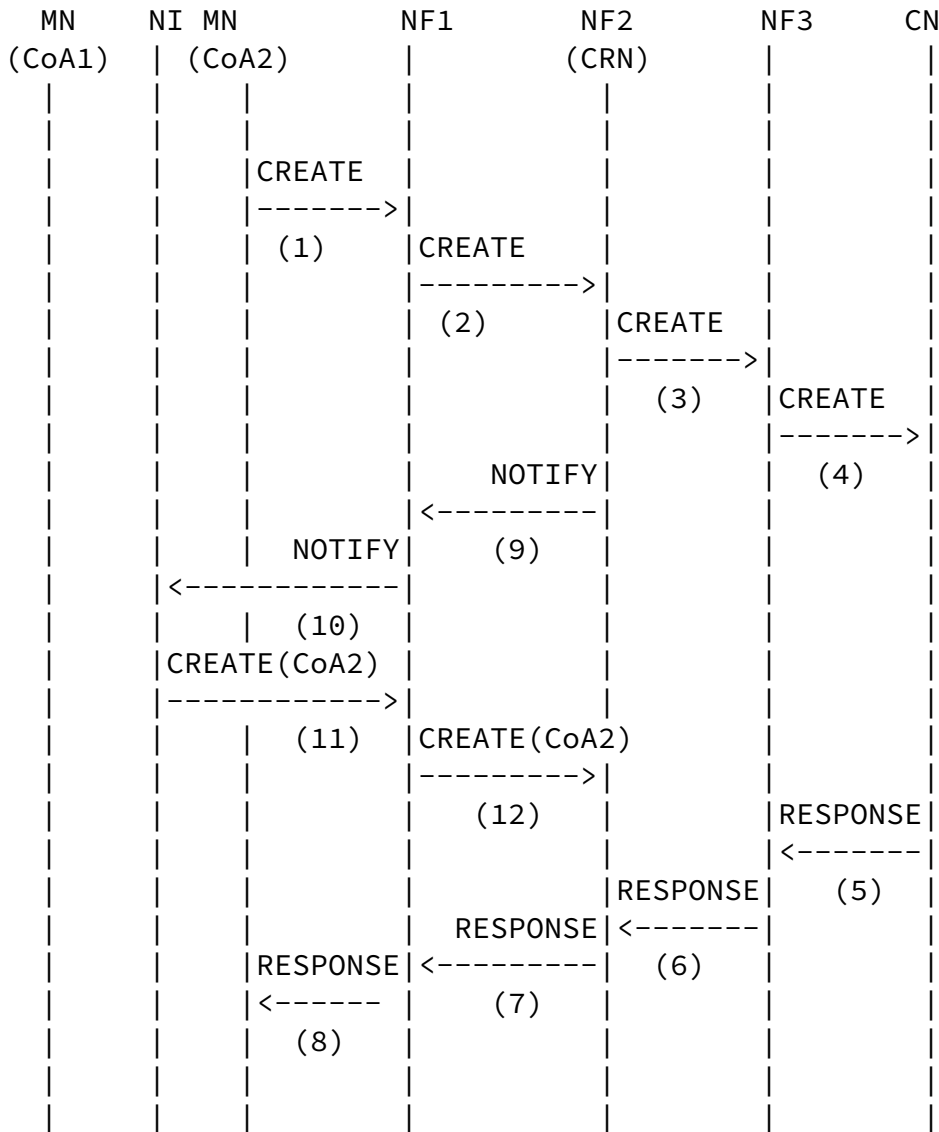 MN NI MN NF1 NF2 NF3 CN
(CoA1) | (CoA2) | (CRN) | |
CREATE
------->
(1) CREATE
--------->
(2) CREATE
------->
(3) CREATE
------->
NOTIFY (4)
<---------
NOTIFY (9)
<------------
(10)
CREATE(CoA2)
------------>
(11) CREATE(CoA2)
--------->
(12) RESPONSE
<-------
RESPONSE (5)
RESPONSE <-------
RESPONSE <--------- (6)
<------ (7)
(8)